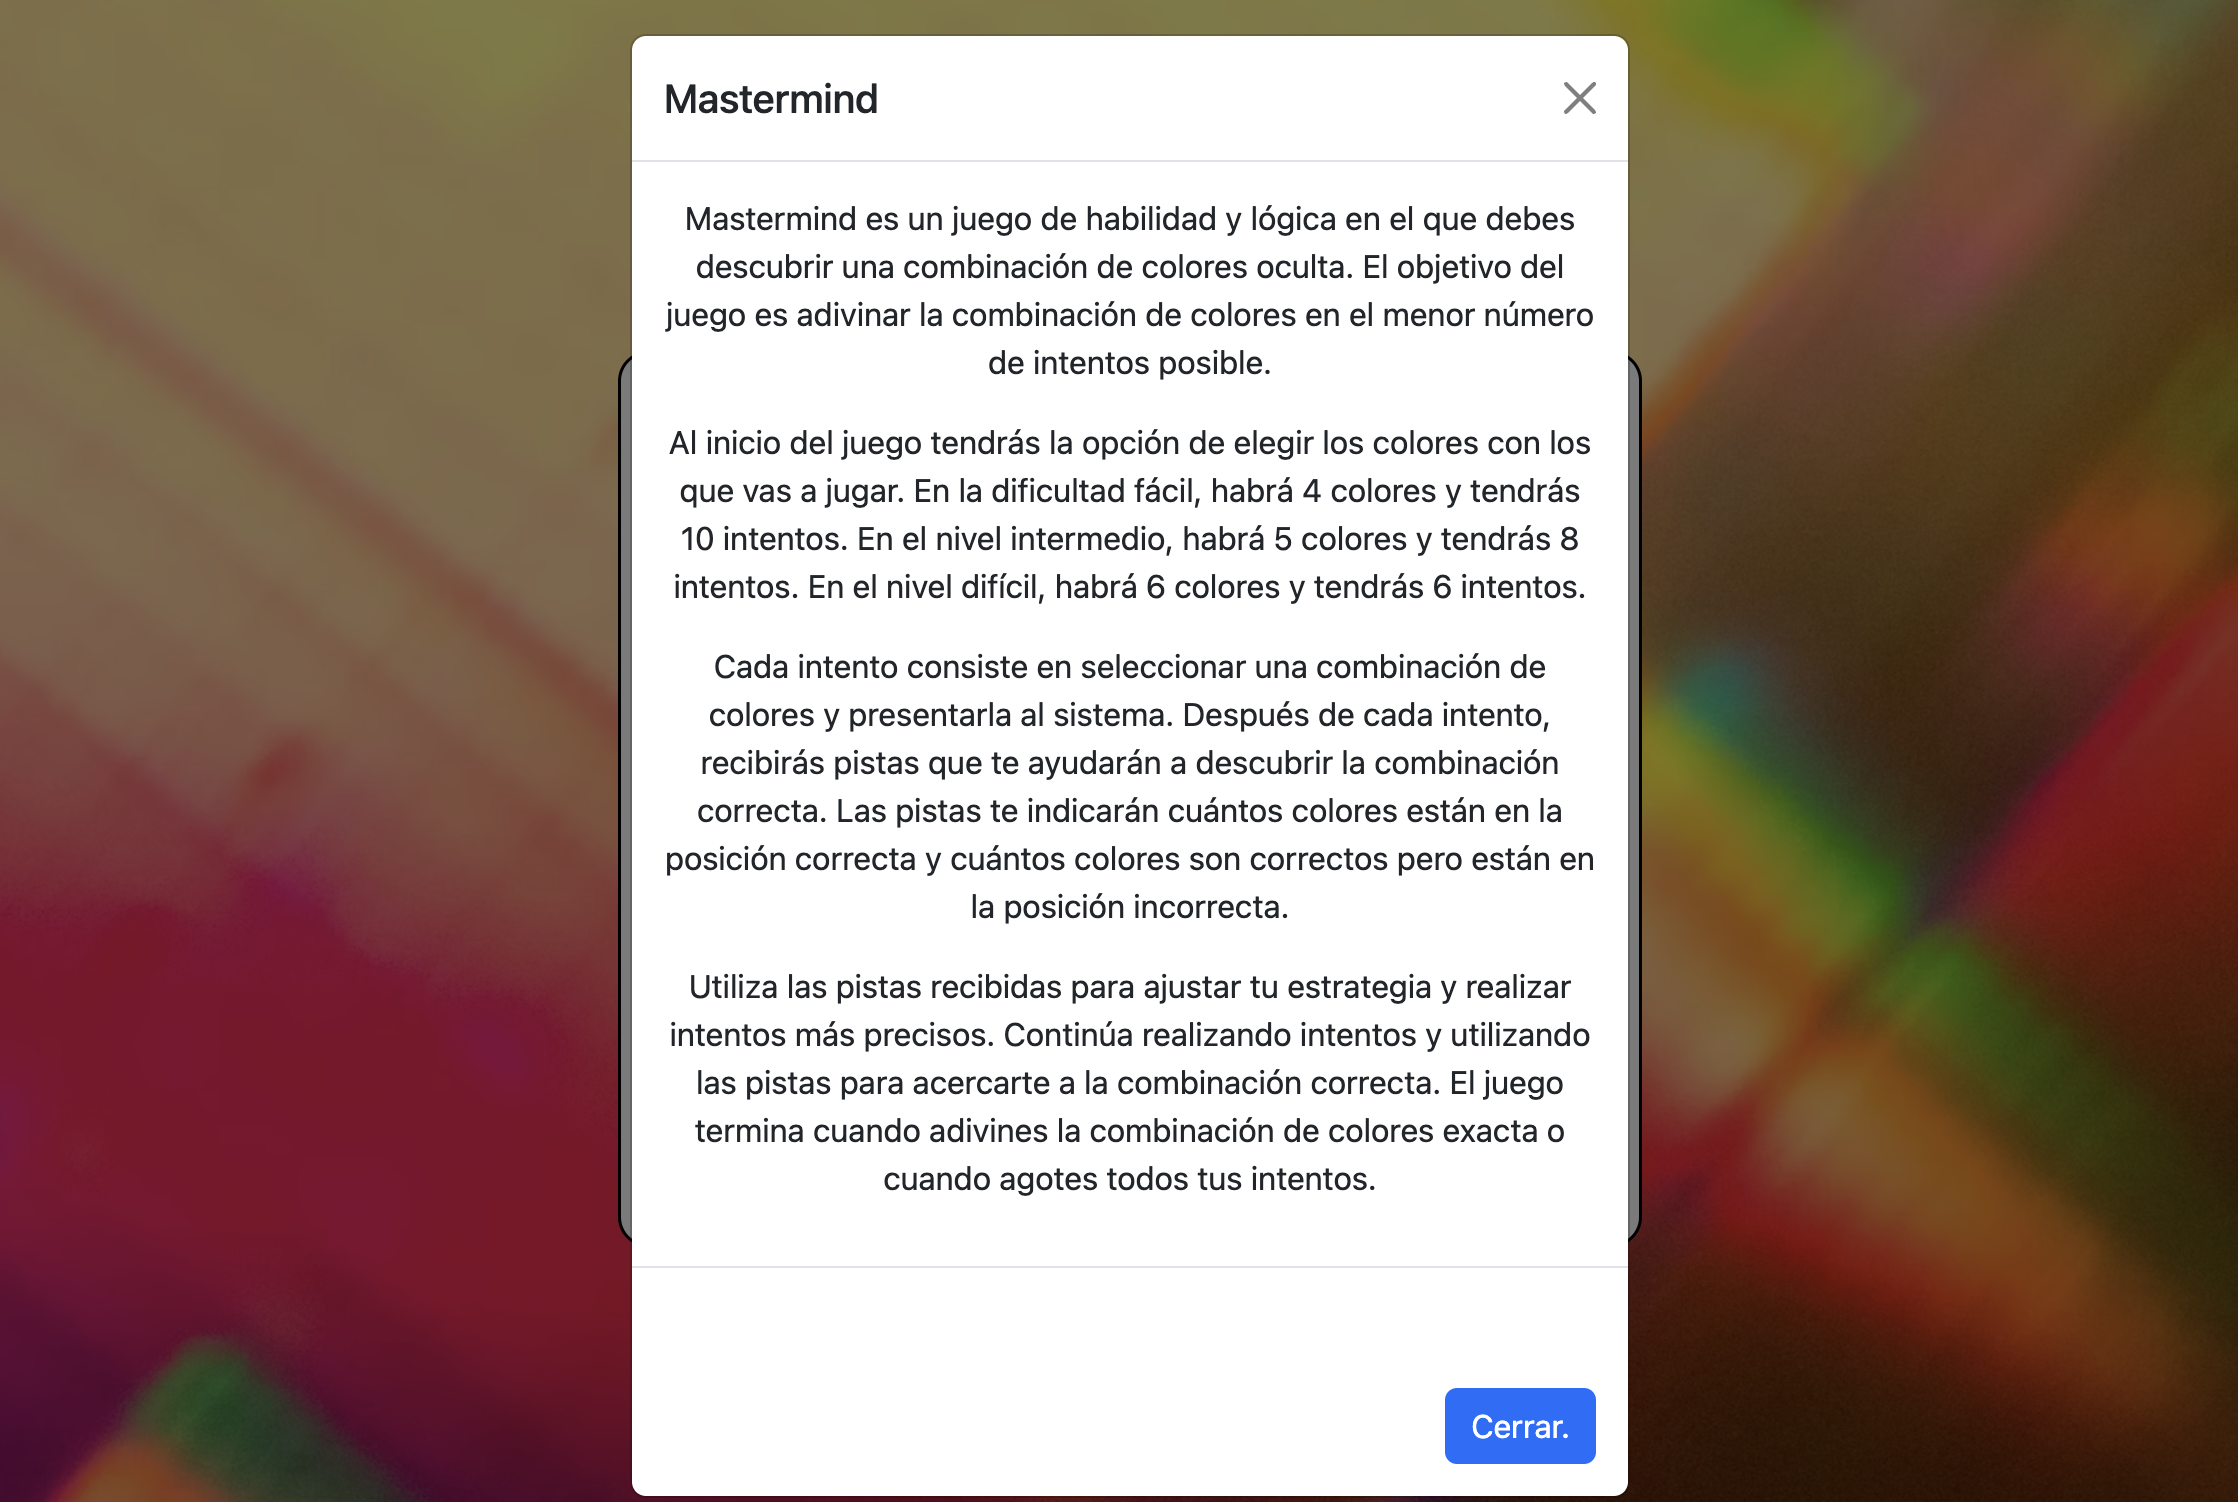 Mastermind
Mastermind es un juego de habilidad y lógica en el que debes
descubrir una combinación de colores oculta. El objetivo del
juego es adivinar la combinación de colores en el menor número
de intentos posible.
Al inicio del juego tendrás la opción de elegir los colores con los
que vas a jugar. En la dificultad fácil, habrá 4 colores y tendrás
10 intentos. En el nivel intermedio, habrá 5 colores y tendrás 8
intentos. En el nivel difícil, habrá 6 colores y tendrás 6 intentos.
Cada intento consiste en seleccionar una combinación de
colores y presentarla al sistema. Después de cada intento,
recibirás pistas que te ayudarán a descubrir la combinación
correcta. Las pistas te indicarán cuántos colores están en la
posición correcta y cuántos colores son correctos pero están en
la posición incorrecta.
Utiliza las pistas recibidas para ajustar tu estrategia y realizar
intentos más precisos. Continúa realizando intentos y utilizando
las pistas para acercarte a la combinación correcta. El juego
termina cuando adivines la combinación de colores exacta o
cuando agotes todos tus intentos.
Cerrar.